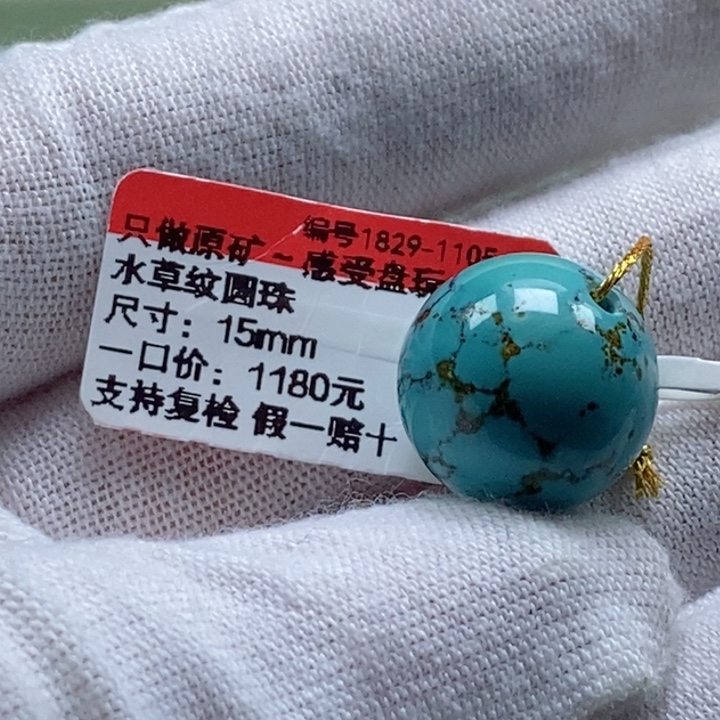 编号1829-1105
只做原矿~感受盘玩
水草纹圆珠
尺寸：15mm
一口价：1180元
支持复检 假一赔十